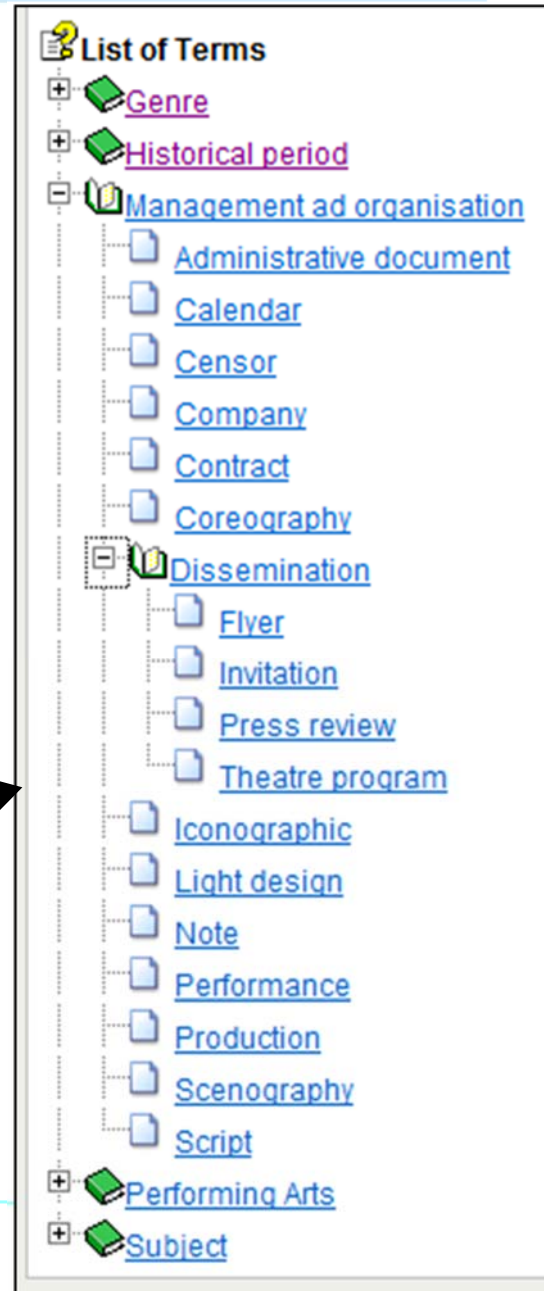 List of Terms
Genre
Historical period
Management ad organisation
Administrative document
Calendar
Censor
Company
Contract
Coreography
Dissemination
Flyer
Invitation
Press review
Theatre program
Iconographic
Light design
Note
Performance
Production
Scenography
Script
Performing Arts
Subject